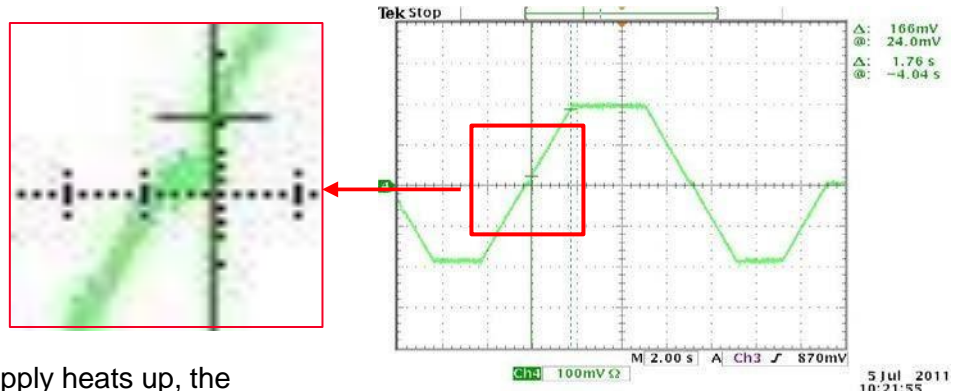 Tek Stop
Δ: 166mV
@: 24.0mV
Δ: 1.76 s
@: -4.04 s
4
M 2.00 s A Ch3 870mV
Ch4 100mV Ω
5 Jul 2011
10:21:55
pply heats up, the